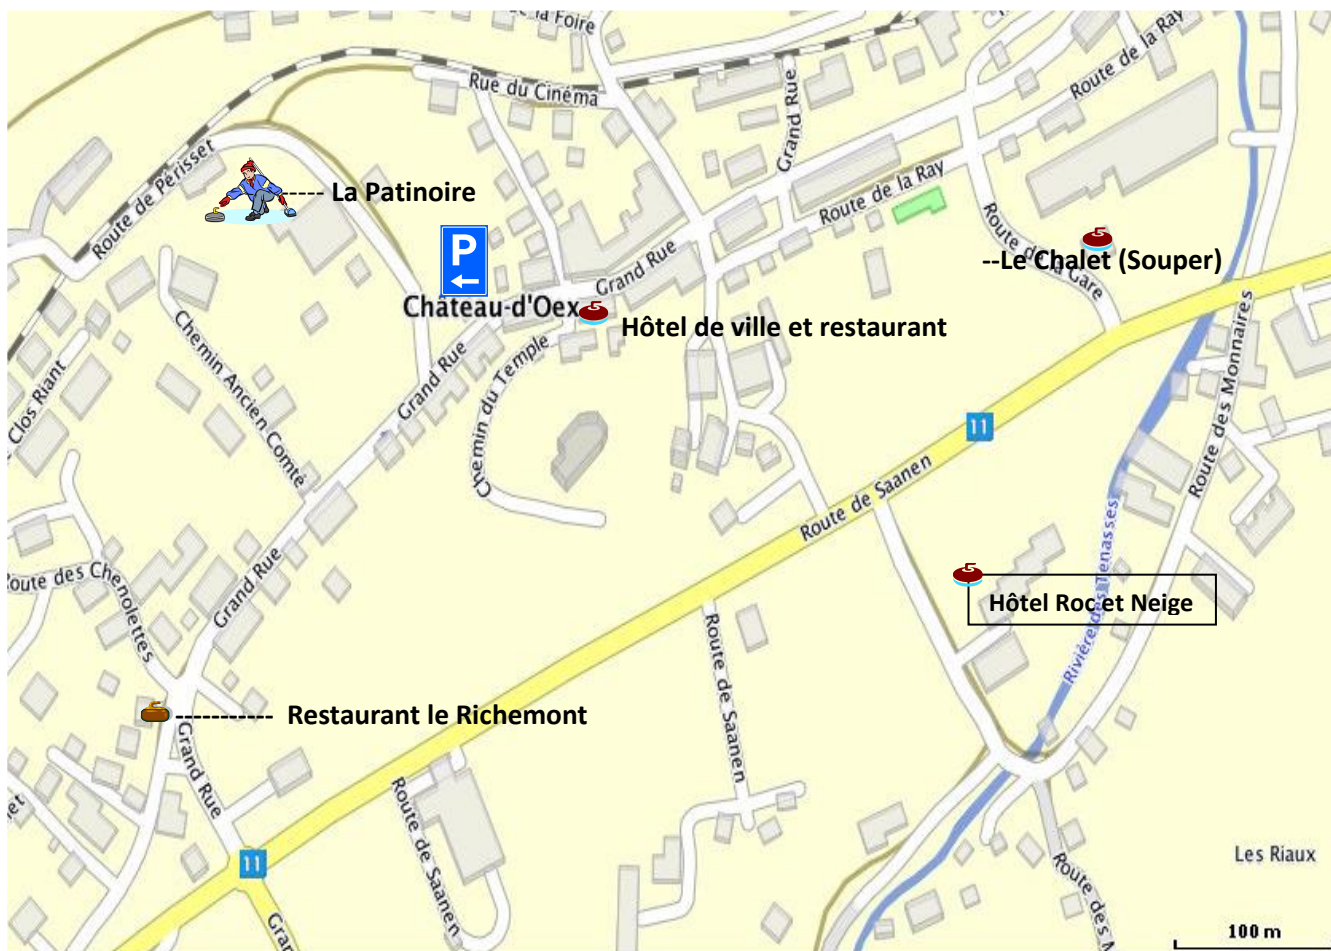 la Foire
Rue du Cinéma
Route de la Ray
Grand Rue
Route de Périsset
La Patinoire
Route de la Ray
P
Route de la Gare
--Le Chalet (Souper)
Grand Rue
Château-d'Oex
Hôtel de ville et restaurant
Chemin Ancien Comté
Clos Riant
Grand Rue
Chemin du Temple
11
Route des Monnaires
Route de Saanen
Rivière des Tenasses
Route des Chenolettes
Grand Rue
Hôtel Roc et Neige
Route de Saanen
Restaurant le Richemont
Grand Rue
Route de Saanen
11
Les Riaux
Route des M
Gran
100 m